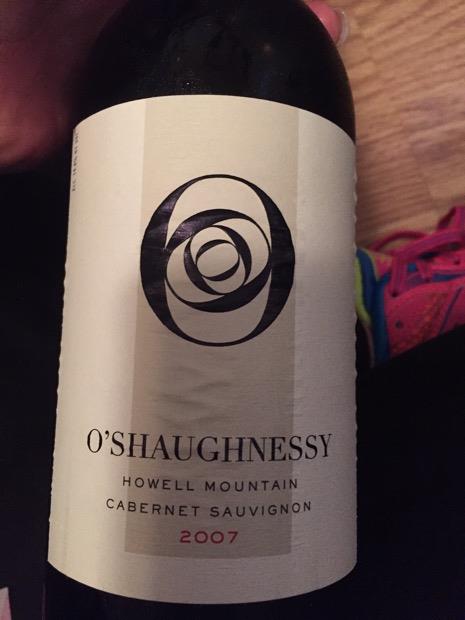 O'SHAUGHNESSY
HOWELL MOUNTAIN
CABERNET SAUVIGNON
2007